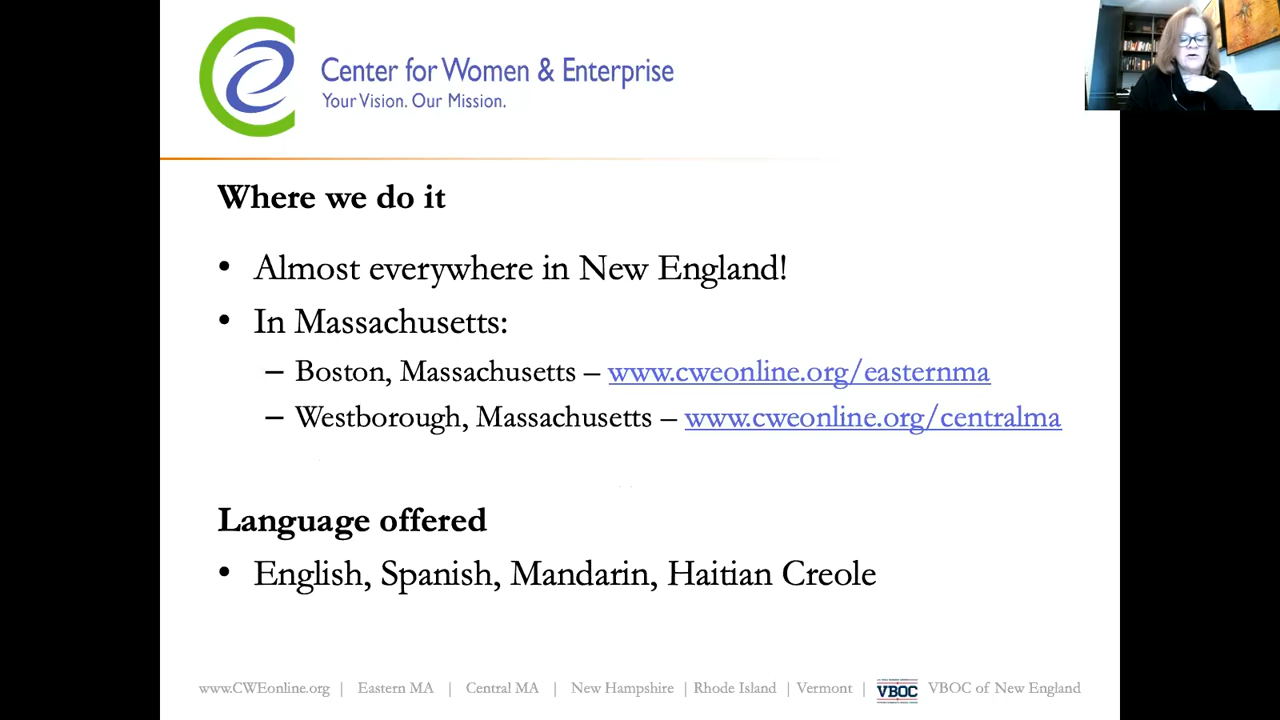 Center for Women & Enterprise
Your Vision. Our Mission.
Where we do it
• Almost everywhere in New England!
• In Massachusetts:
– Boston, Massachusetts – www.cweonline.org/easternma
– Westborough, Massachusetts – www.cweonline.org/centralma
Language offered
• English, Spanish, Mandarin, Haitian Creole
www.CWEonline.org | Eastern MA | Central MA | New Hampshire | Rhode Island | Vermont | VBOC VBOC of New England